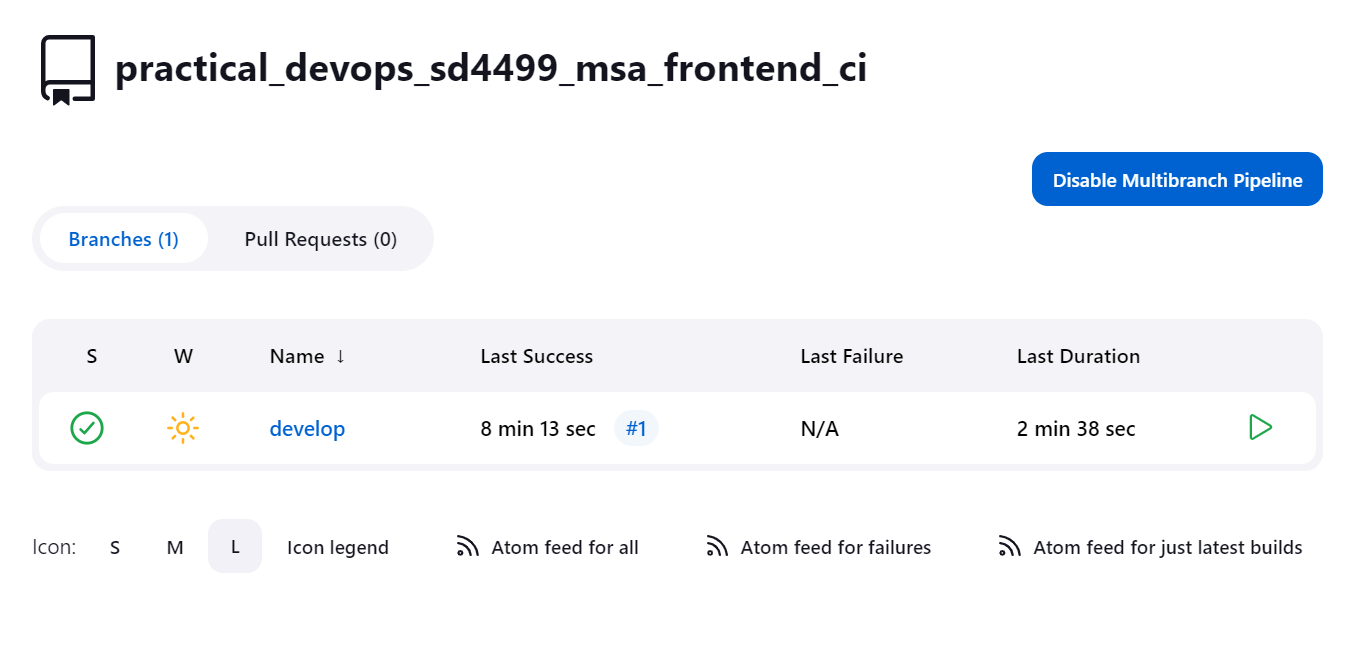 practical_devops_sd4499_msa_frontend_ci
Disable Multibranch Pipeline
Branches (1) Pull Requests (0)
S W Name ↓ Last Success Last Failure Last Duration
develop 8 min 13 sec #1 N/A 2 min 38 sec
Icon: S M L Icon legend Atom feed for all Atom feed for failures Atom feed for just latest builds